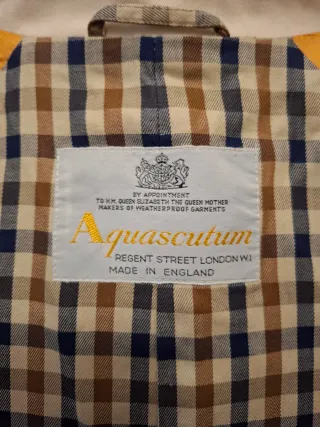 BY APPOINTMENT
TO H.M. QUEEN ELIZABETH THE QUEEN MOTHER
MAKERS OF WEATHERPROOF GARMENTS
Aquascutum
REGENT STREET LONDON W.1
MADE IN ENGLAND